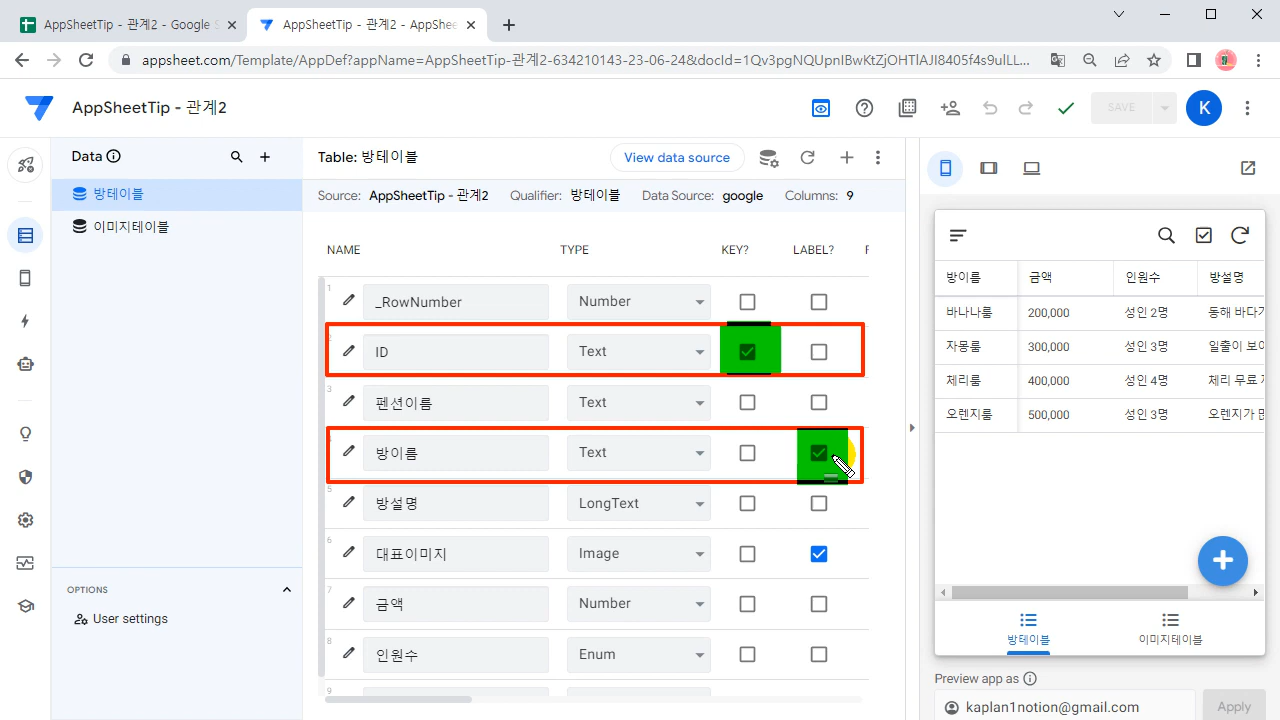 AppSheetTip - 관계2 - Google S
AppSheetTip - 관계2 - AppShee
appsheet.com/Template/AppDef?appName=AppSheetTip-관계2-634210143-23-06-24&docId=1Qv3pgNQUpnIBwKtZjOHTlAJI8405f4s9ulLL...
AppSheetTip - 관계2
SAVE
K
Data
방테이블
이미지테이블
OPTIONS
User settings
Table: 방테이블
View data source
Source: AppSheetTip - 관계2 Qualifier: 방테이블 Data Source: google Columns: 9
NAME TYPE KEY? LABEL? F
1 _RowNumber Number
ID Text
3 펜션이름 Text
방이름 Text
5 방설명 LongText
6 대표이미지 Image
7 금액 Number
8 인원수 Enum
9
방이름 금액 인원수 방설명
바나나룸 200,000 성인 2명 동해 바다가
자몽룸 300,000 성인 3명 일출이 보이
체리룸 400,000 성인 4명
오렌지룸 500,000 성인 3명
방테이블 이미지테이블
Preview app as
kaplan1notion@gmail.com
Apply